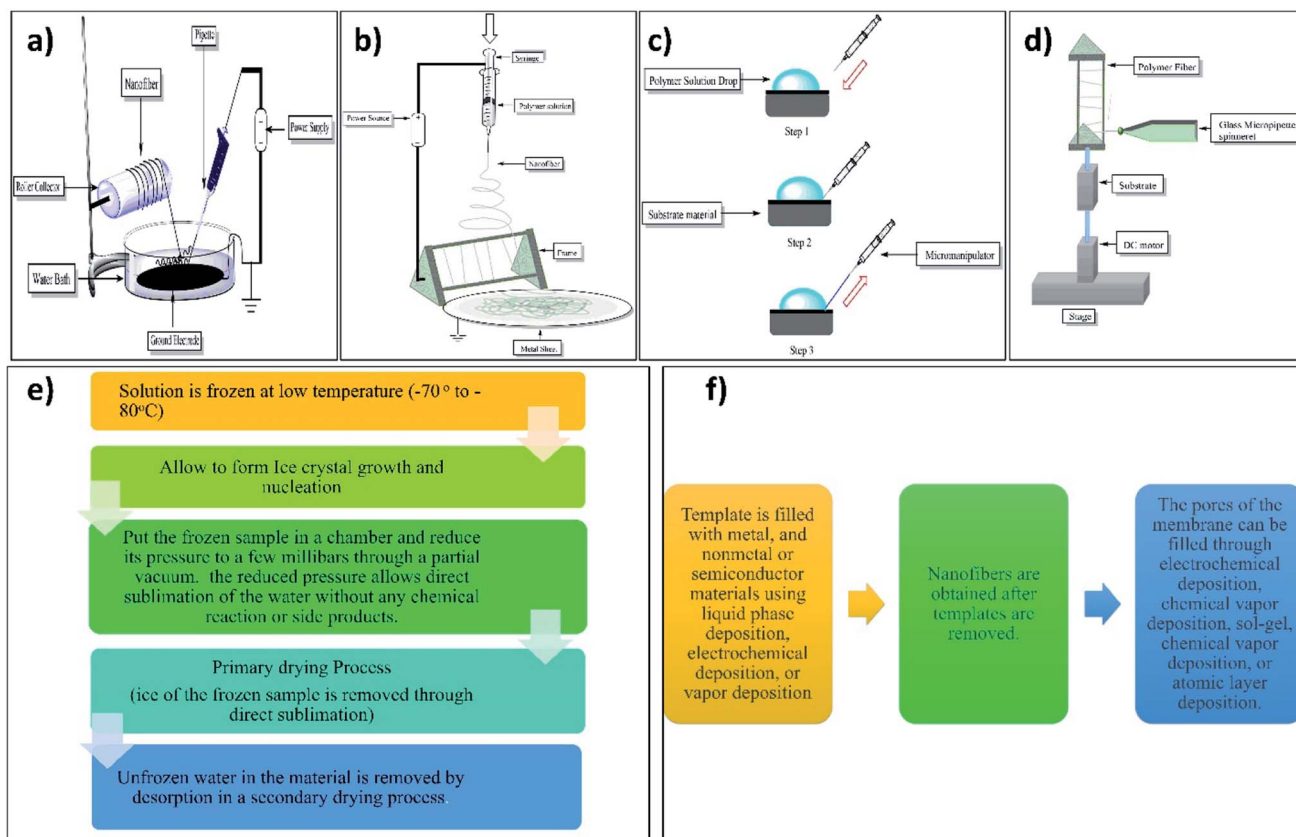 a)
Pipette
Nanofiber
Power Supply
Roller Collector
Water Bath
Ground Electrode
b)
Syringe
Polymer solution
Power Source
Nanofiber
Frame
Metal Shee.
c)
Polymer Solution Drop
Step 1
Substrate material
Step 2
Micromanipulator
Step 3
d)
Polymer Fiber
Glass Micropipette
spinneret
Substrate
DC motor
Stage
e)
Solution is frozen at low temperature (-70 o to -
80oC)
Allow to form Ice crystal growth and
nucleation
Put the frozen sample in a chamber and reduce
its pressure to a few millibars through a partial
vacuum. the reduced pressure allows direct
sublimation of the water without any chemical
reaction or side products.
Primary drying Process
(ice of the frozen sample is removed through
direct sublimation)
Unfrozen water in the material is removed by
desorption in a secondary drying process.
f)
Template is filled
with metal, and
nonmetal or
semiconductor
materials using
liquid phase
deposition,
electrochemical
deposition, or
vapor deposition
Nanofibers are
obtained after
templates are
removed.
The pores of the
membrane can be
filled through
electrochemical
deposition,
chemical vapor
deposition, sol-gel,
chemical vapor
deposition, or
atomic layer
deposition.